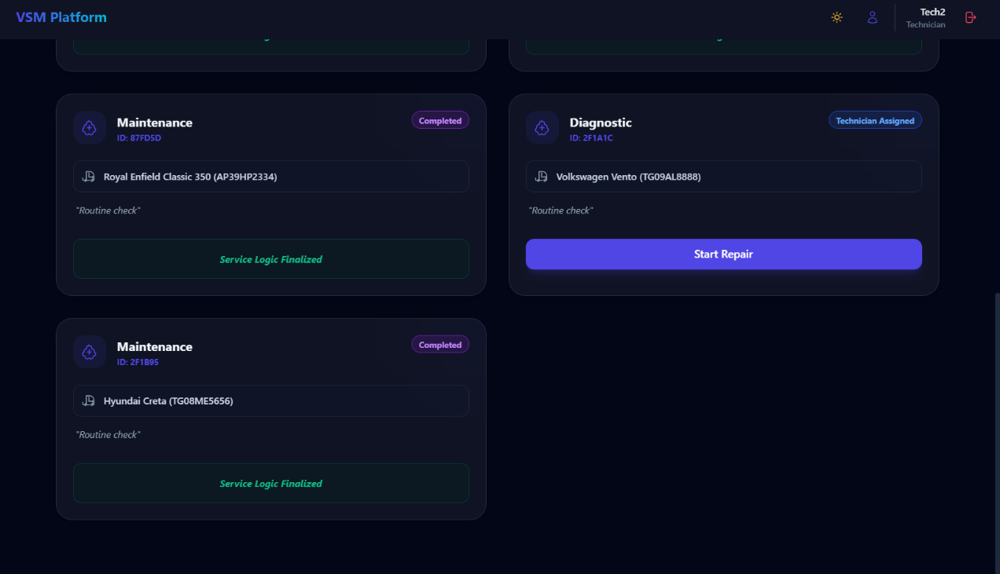 VSM Platform
Tech2
Technician
Maintenance
Completed
ID: 87FD5D
Royal Enfield Classic 350 (AP39HP2334)
"Routine check"
Service Logic Finalized
Diagnostic
Technician Assigned
ID: 2F1A1C
Volkswagen Vento (TG09AL8888)
"Routine check"
Start Repair
Maintenance
Completed
ID: 2F1B95
Hyundai Creta (TG08ME5656)
"Routine check"
Service Logic Finalized